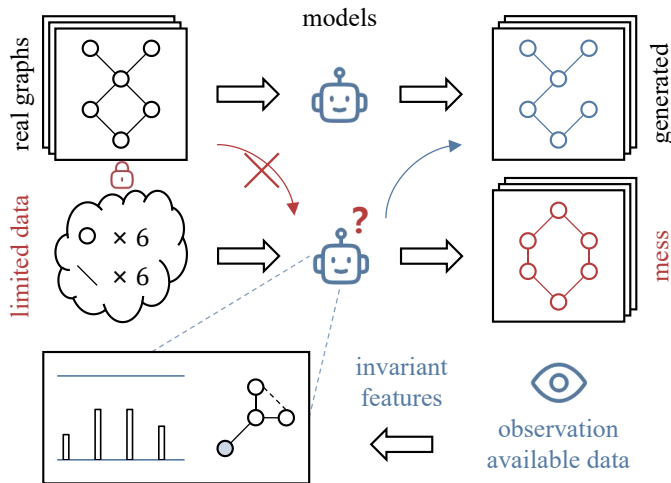 models
real graphs
generated
limited data
× 6
× 6
?
mess
invariant
features
observation
available data